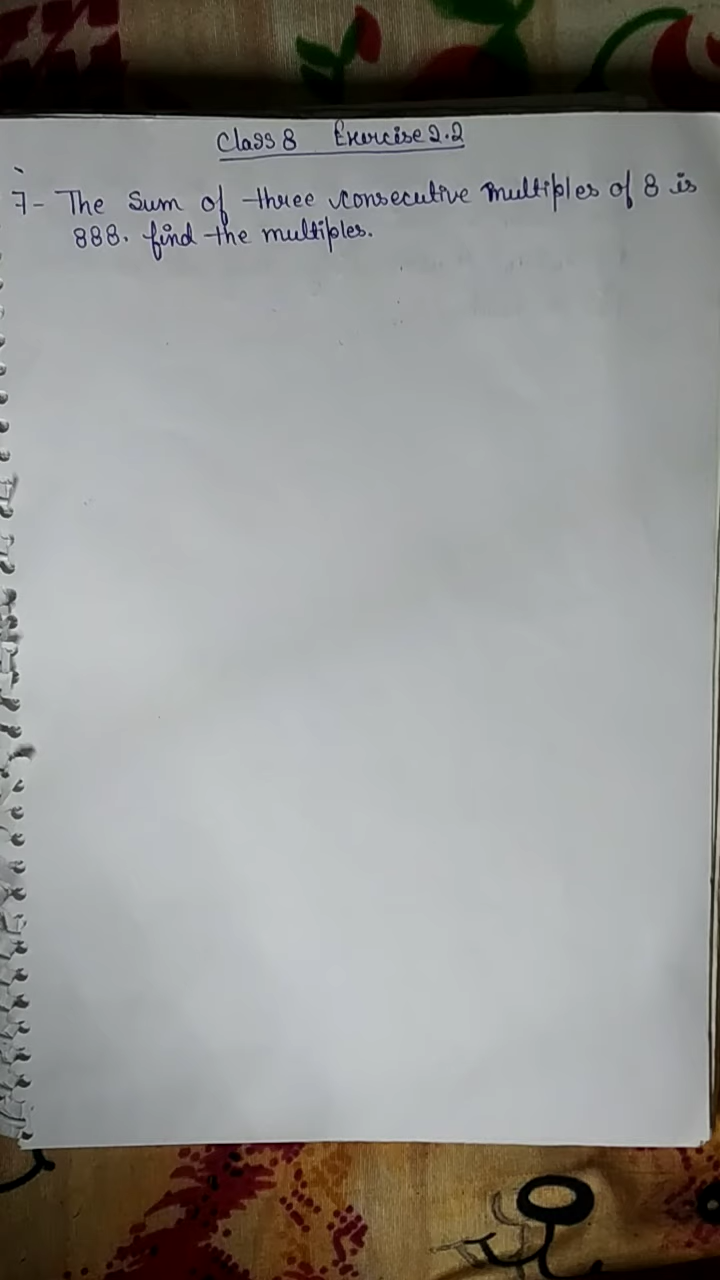 Class 8 Exercise 2.2
7- The Sum of three consecutive multiples of 8 is
888. find the multiples.